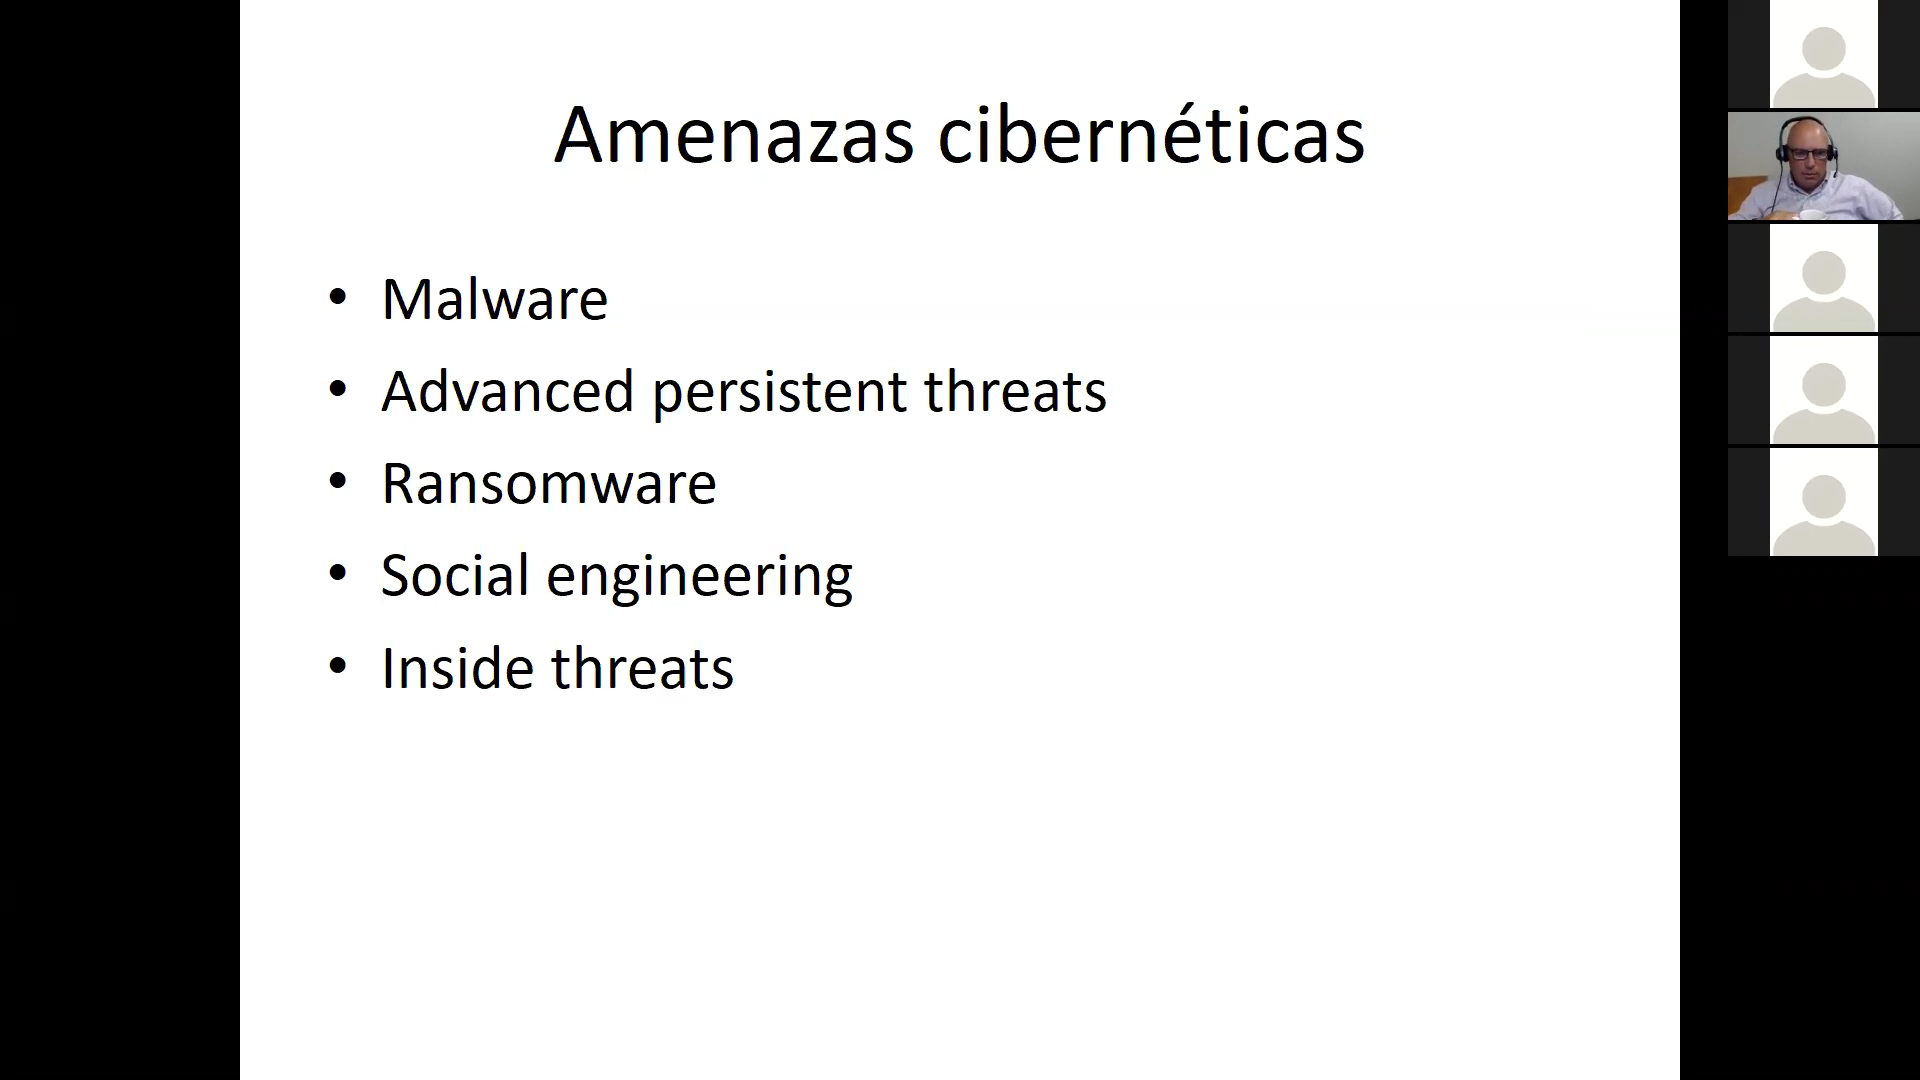 Amenazas cibernéticas
• Malware
• Advanced persistent threats
• Ransomware
• Social engineering
• Inside threats